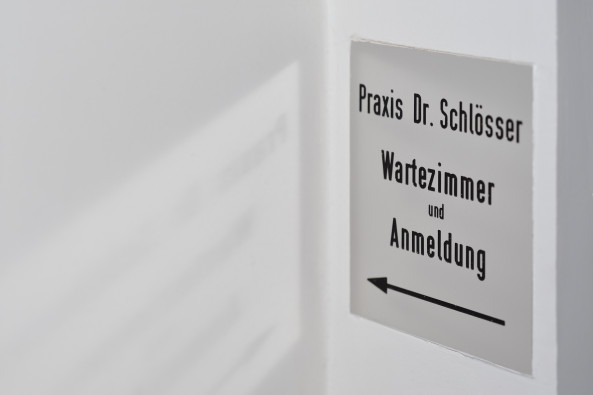 Praxis Dr. Schlösser
Wartezimmer
und
Anmeldung